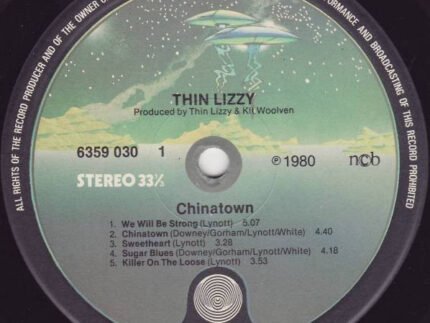 ALL RIGHTS OF THE RECORD PRODUCER AND OF THE OWNER O
FORMANCE AND BROADCASTING OF THIS RECORD PROHIBITED
THIN LIZZY
Produced by Thin Lizzy & Kit Woolven
6359 030 1
℗ 1980 ncb
STEREO 33⅓
Chinatown
1. We Will Be Strong (Lynott) 5.07
2. Chinatown (Downey/Gorham/Lynott/White) 4.40
3. Sweetheart (Lynott) 3.28
4. Sugar Blues (Downey/Gorham/Lynott/White) 4.18
5. Killer On The Loose (Lynott) 3.53